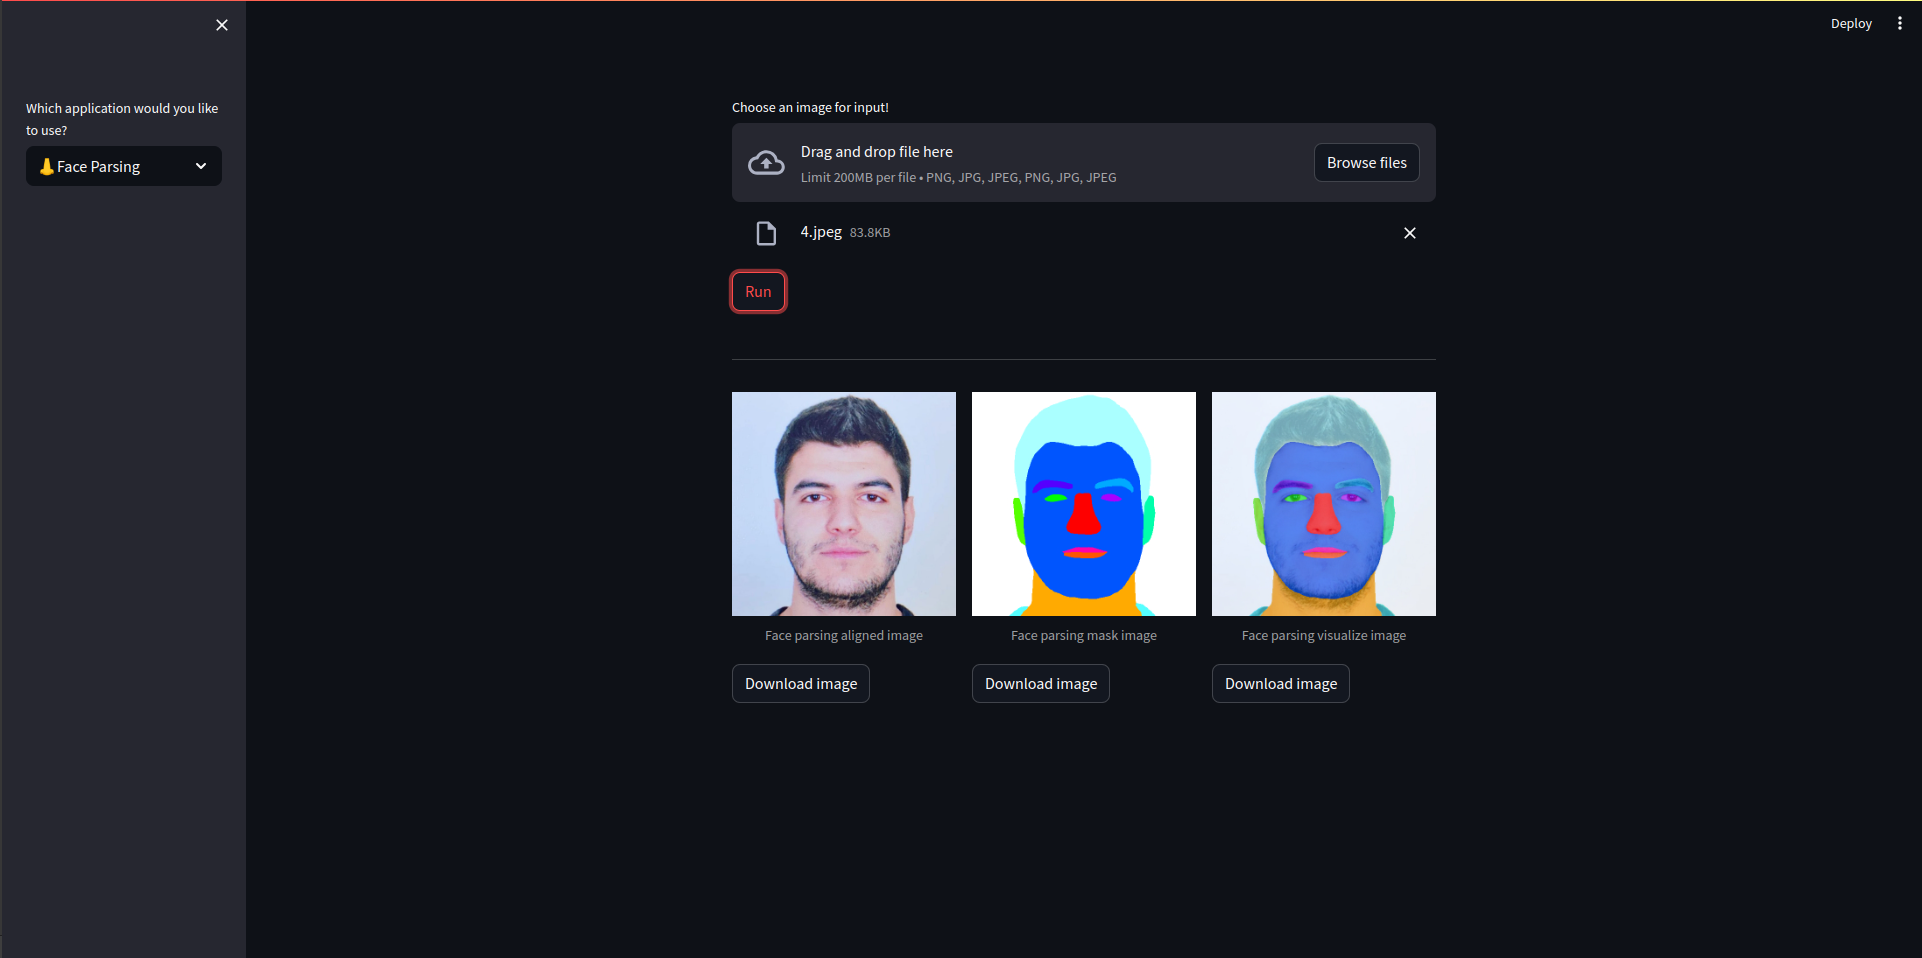 Deploy
Which application would you like
to use?
👃Face Parsing
Choose an image for input!
Drag and drop file here
Limit 200MB per file • PNG, JPG, JPEG, PNG, JPG, JPEG
Browse files
4.jpeg 83.8KB
Run
Face parsing aligned image
Face parsing mask image
Face parsing visualize image
Download image
Download image
Download image